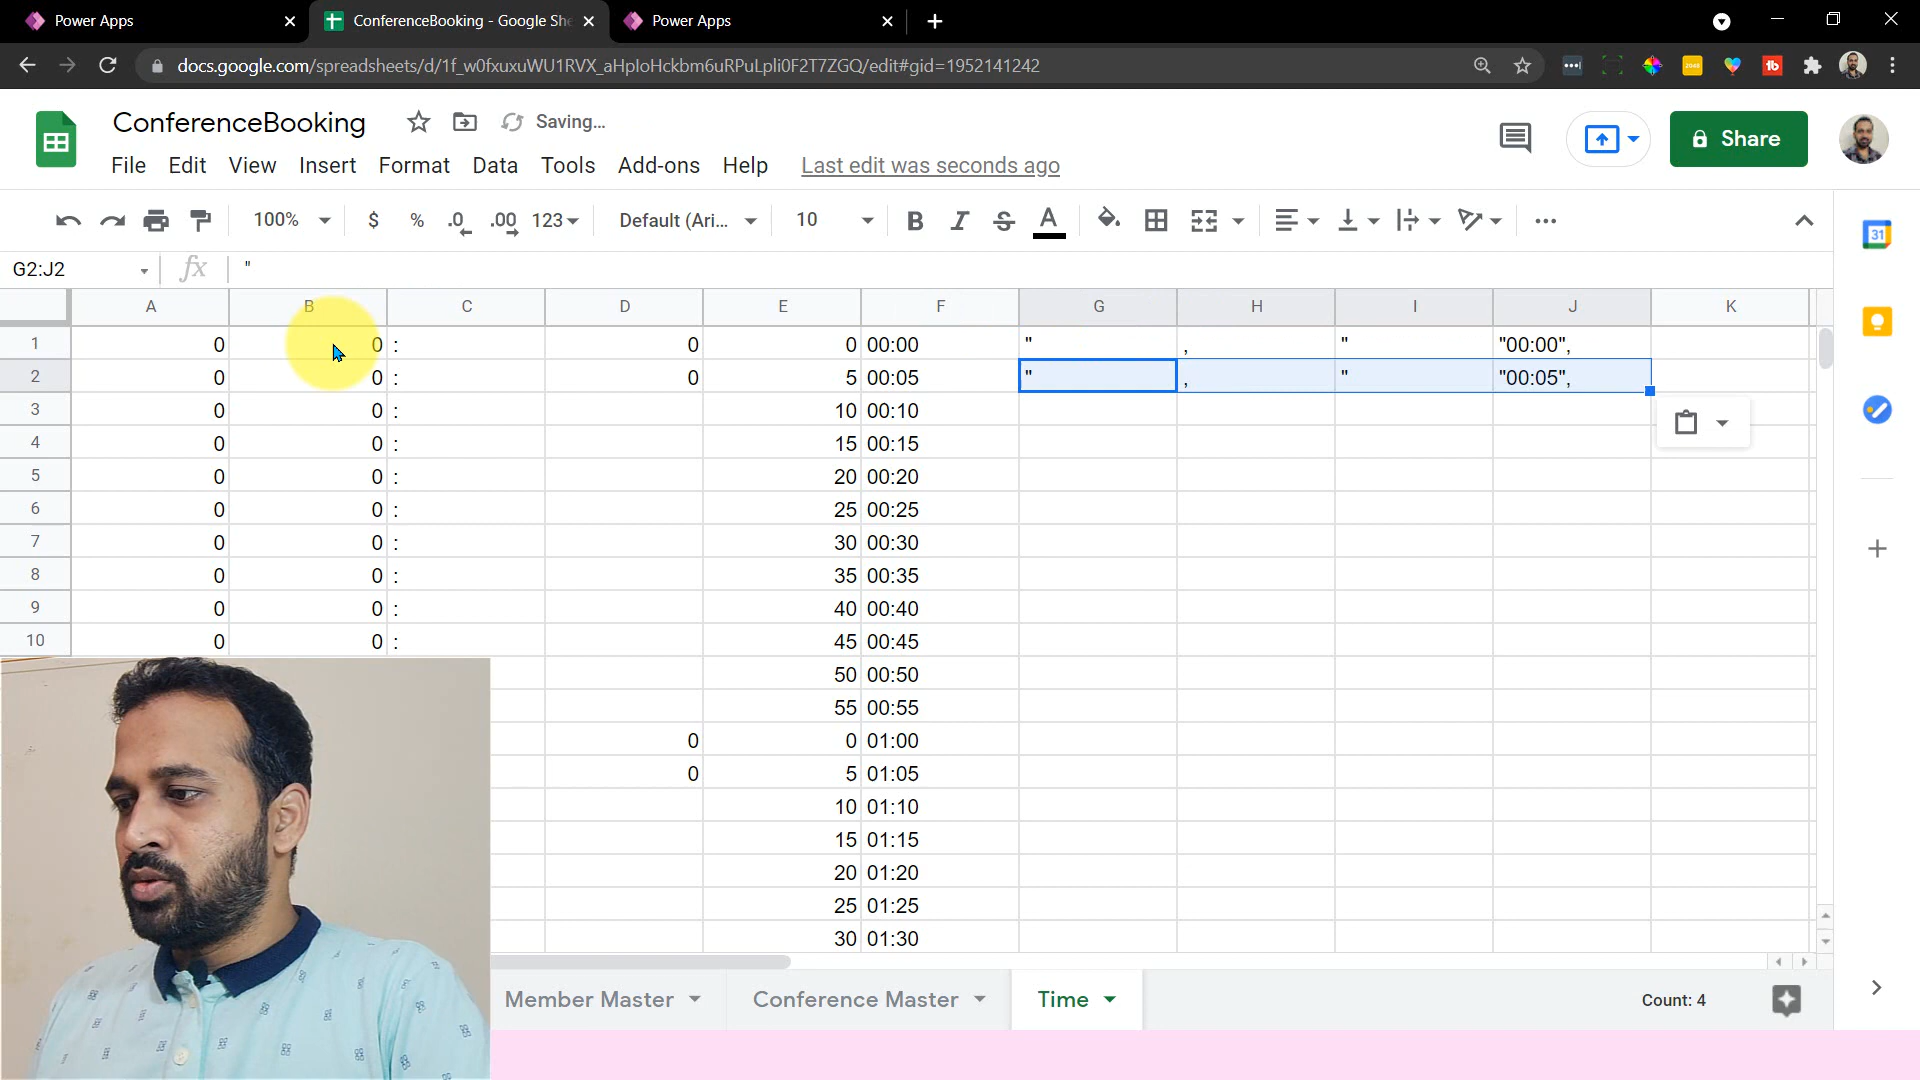 Power Apps
ConferenceBooking - Google She
Power Apps
docs.google.com/spreadsheets/d/1f_w0fxuxuWU1RVX_aHploHckbm6uRPuLpli0F2T7ZGQ/edit#gid=1952141242
ConferenceBooking
Saving...
Share
File Edit View Insert Format Data Tools Add-ons Help Last edit was seconds ago
100% $ % .0 .00 123 Default (Ari... 10 B I S A
31
G2:J2 fx "
A B C D E F G H I J K
1 0 0 : 0 0 00:00 " , " "00:00",
2 0 0 : 0 5 00:05 " , " "00:05",
3 0 0 : 10 00:10
4 0 0 : 15 00:15
5 0 0 : 20 00:20
6 0 0 : 25 00:25
7 0 0 : 30 00:30
8 0 0 : 35 00:35
9 0 0 : 40 00:40
10 0 0 : 45 00:45
50 00:50
55 00:55
0 0 01:00
0 5 01:05
10 01:10
15 01:15
20 01:20
25 01:25
30 01:30
Member Master Conference Master Time Count: 4